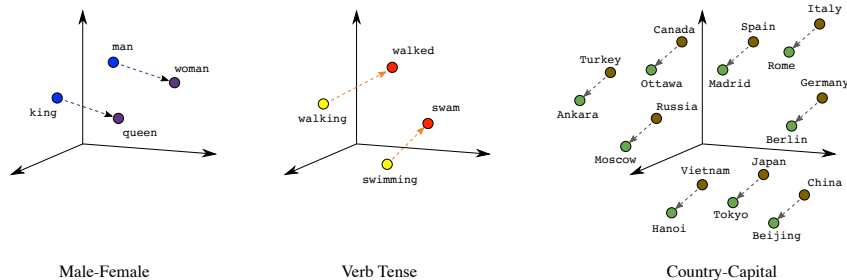 man
woman
king
queen
Male-Female
walked
swam
walking
swimming
Verb Tense
Italy
Canada
Spain
Turkey
Rome
Ottawa
Madrid
Germany
Ankara
Russia
Berlin
Moscow
Vietnam
Japan
China
Hanoi
Tokyo
Beijing
Country-Capital